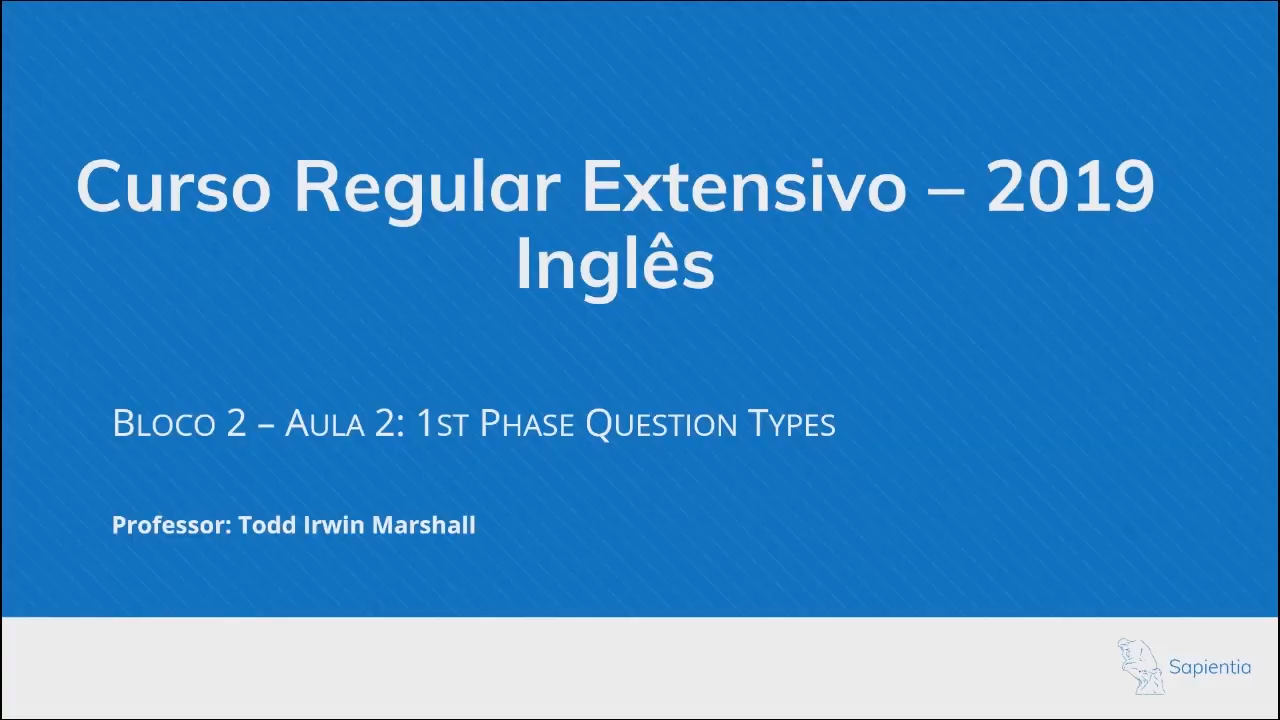 Curso Regular Extensivo – 2019
Inglês
Bloco 2 – Aula 2: 1st Phase Question Types
Professor: Todd Irwin Marshall
Sapientia